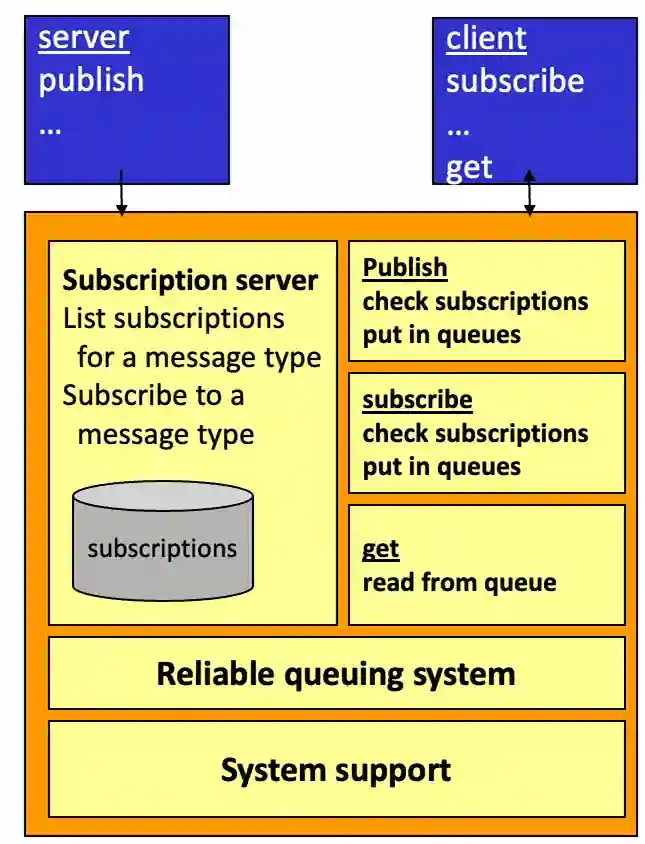 server
publish
...
client
subscribe
...
get
Subscription server
List subscriptions
for a message type
Subscribe to a
message type
subscriptions
Publish
check subscriptions
put in queues
subscribe
check subscriptions
put in queues
get
read from queue
Reliable queuing system
System support